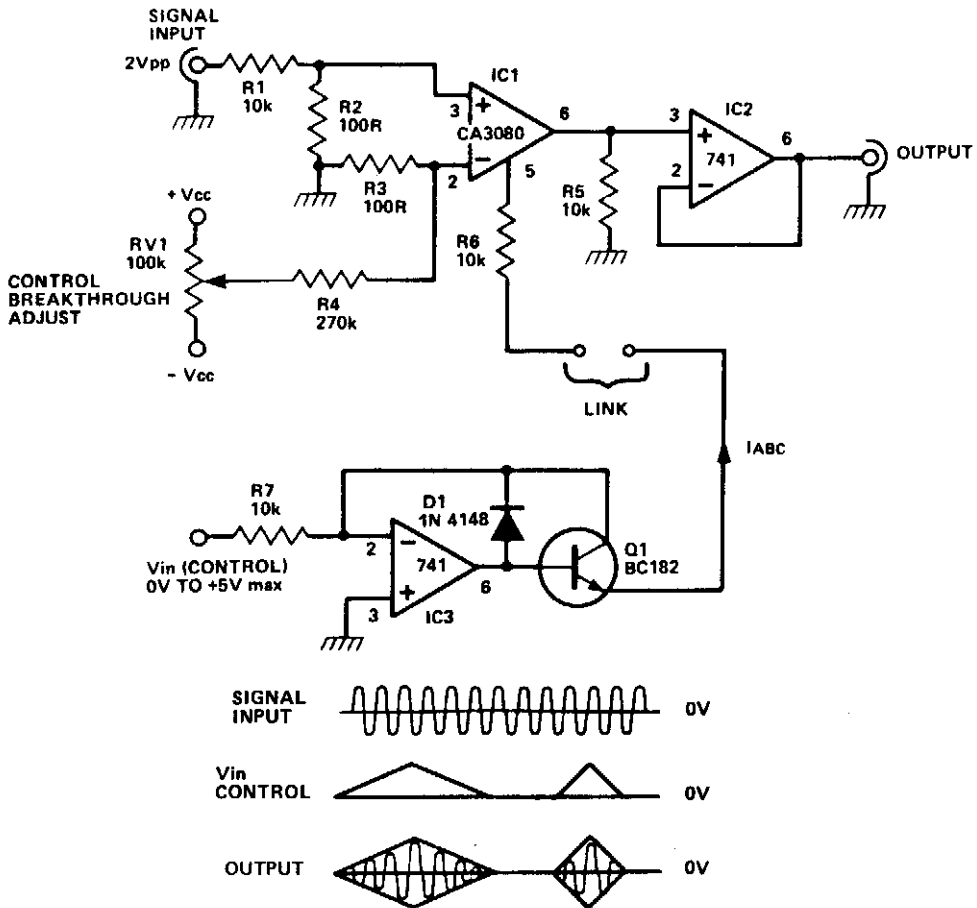 SIGNAL
INPUT
2Vpp
R1
10k
R2
100R
R3
100R
IC1
CA3080
3
+
−
2
6
5
3
+
2
−
741
IC2
6
OUTPUT
R5
10k
R6
10k
+ Vcc
RV1
100k
CONTROL
BREAKTHROUGH
ADJUST
− Vcc
R4
270k
LINK
IABC
R7
10k
Vin (CONTROL)
0V TO +5V max
D1
1N 4148
2
−
741
+
3
6
IC3
Q1
BC182
SIGNAL
INPUT
0V
Vin
CONTROL
0V
OUTPUT
0V